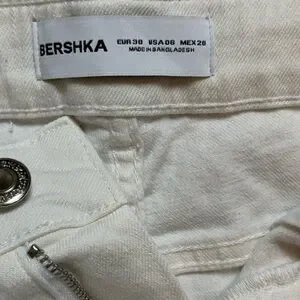 BERSHKA
EUR 38 USA 06 MEX 28
MADE IN BANGLADESH